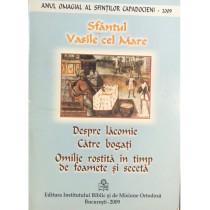 ANUL OMAGIAL AL SFINȚILOR CAPADOCIENI - 2009
Sfântul
Vasile cel Mare
Despre lăcomie
Către bogați
Omilie rostită în timp
de foamete și secetă
Editura Institutului Biblic și de Misiune Ortodoxă
București - 2009